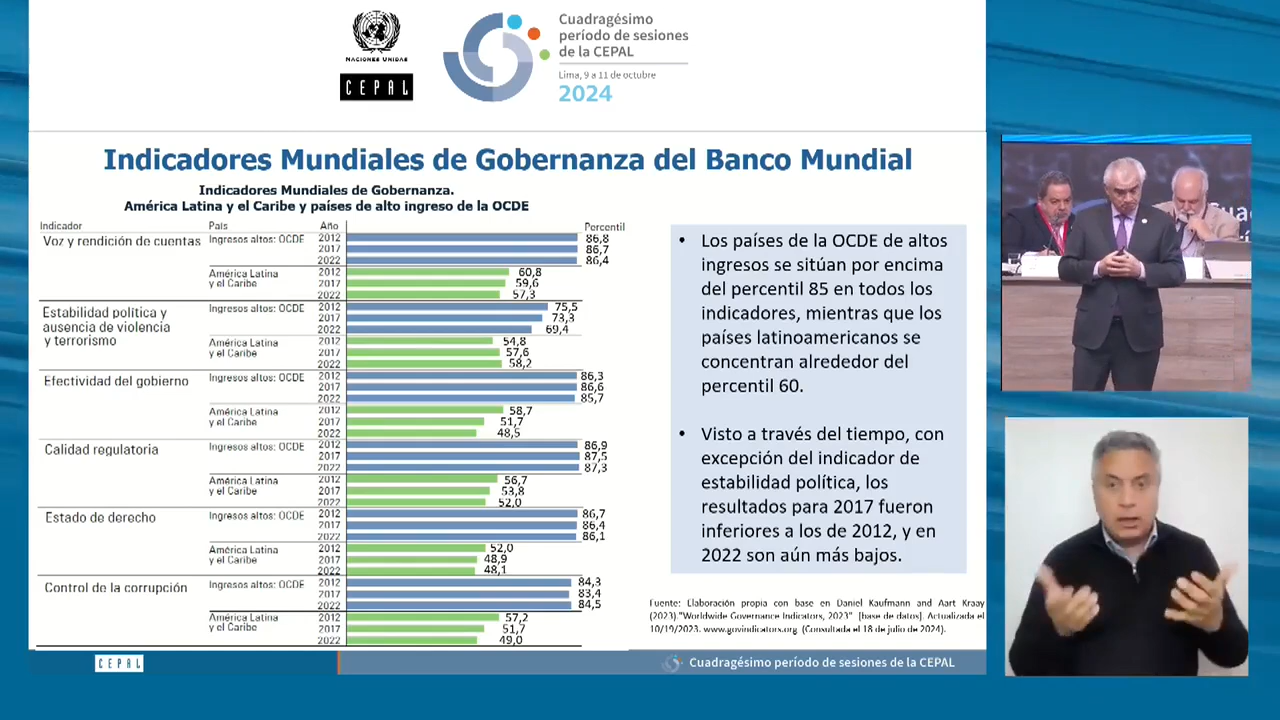 NACIONES UNIDAS
CEPAL
Cuadragésimo
período de sesiones
de la CEPAL
Lima, 9 a 11 de octubre
2024
Indicadores Mundiales de Gobernanza del Banco Mundial
Indicadores Mundiales de Gobernanza.
América Latina y el Caribe y países de alto ingreso de la OCDE
Indicador País Año Percentil
Voz y rendición de cuentas Ingresos altos: OCDE 2012 86,8
2017 86,7
2022 86,4
América Latina 2012 60,8
y el Caribe 2017 59,6
2022 57,3
Estabilidad política y Ingresos altos: OCDE 2012 75,5
ausencia de violencia 2017 73,3
y terrorismo 2022 69,4
América Latina 2012 54,8
y el Caribe 2017 57,6
2022 58,2
Efectividad del gobierno Ingresos altos: OCDE 2012 86,3
2017 86,6
2022 85,7
América Latina 2012 58,7
y el Caribe 2017 51,7
2022 48,5
Calidad regulatoria Ingresos altos: OCDE 2012 86,9
2017 87,5
2022 87,3
América Latina 2012 56,7
y el Caribe 2017 53,8
2022 52,0
Estado de derecho Ingresos altos: OCDE 2012 86,7
2017 86,4
2022 86,1
América Latina 2012 52,0
y el Caribe 2017 48,9
2022 48,1
Control de la corrupción Ingresos altos: OCDE 2012 84,3
2017 83,4
2022 84,5
América Latina 2012 57,2
y el Caribe 2017 51,7
2022 49,0
• Los países de la OCDE de altos
ingresos se sitúan por encima
del percentil 85 en todos los
indicadores, mientras que los
países latinoamericanos se
concentran alrededor del
percentil 60.
• Visto a través del tiempo, con
excepción del indicador de
estabilidad política, los
resultados para 2017 fueron
inferiores a los de 2012, y en
2022 son aún más bajos.
Fuente: Elaboración propia con base en Daniel Kaufmann and Aart Kraay
(2023)."Worldwide Governance Indicators, 2023" [base de datos]. Actualizada el
10/19/2023. www.govindicators.org (Consultada el 18 de julio de 2024).
CEPAL
Cuadragésimo período de sesiones de la CEPAL